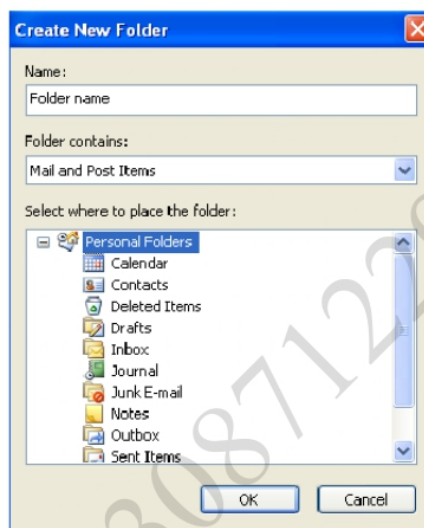 Create New Folder
Name:
Folder name
Folder contains:
Mail and Post Items
Select where to place the folder:
Personal Folders
Calendar
Contacts
Deleted Items
Drafts
Inbox
Journal
Junk E-mail
Notes
Outbox
Sent Items
OK
Cancel